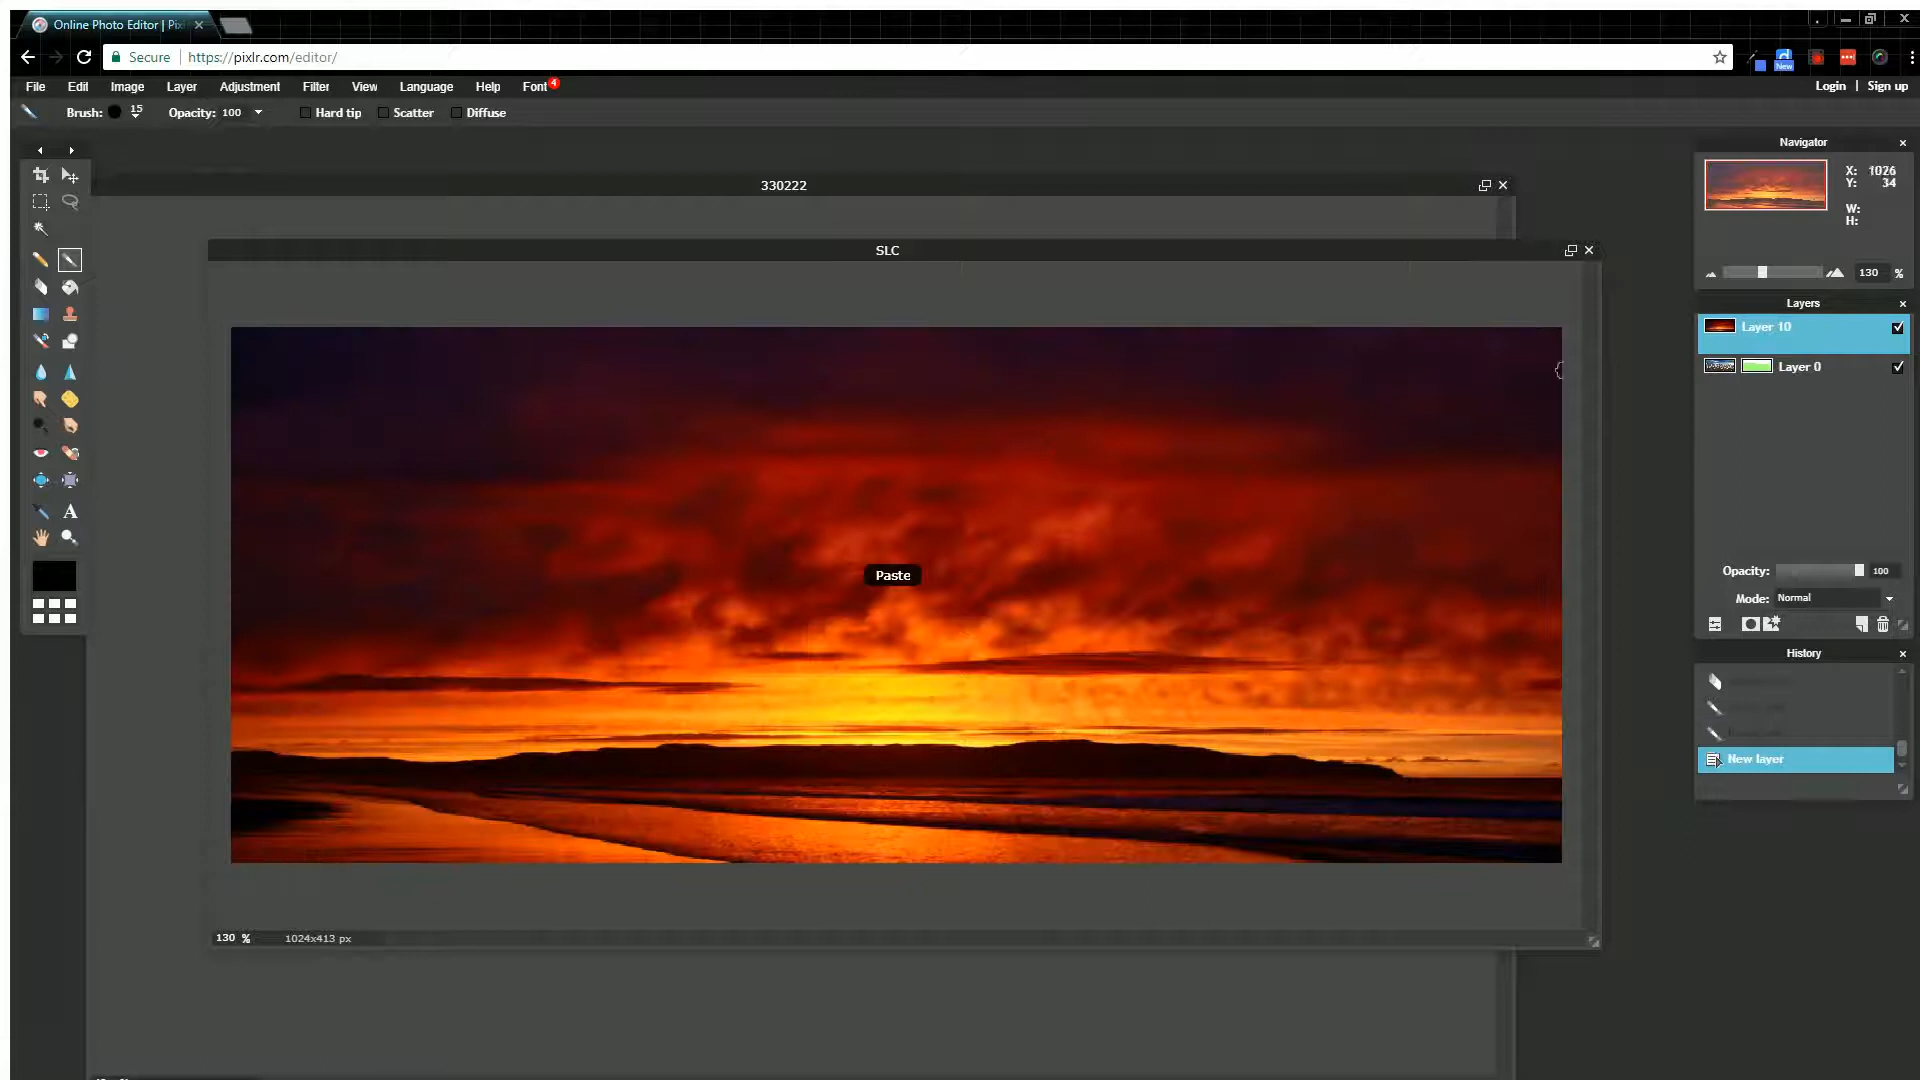 Online Photo Editor | Pix
Secure
https://pixlr.com/editor/
New
File Edit Image Layer Adjustment Filter View Language Help Font 4
Login | Sign up
Brush: 15 Opacity: 100 Hard tip Scatter Diffuse
Navigator
X: 1026
Y: 34
W:
H:
130 %
330222
SLC
Layers
Layer 10
Layer 0
Paste
A
Opacity: 100
Mode: Normal
History
New layer
130 % 1024x413 px